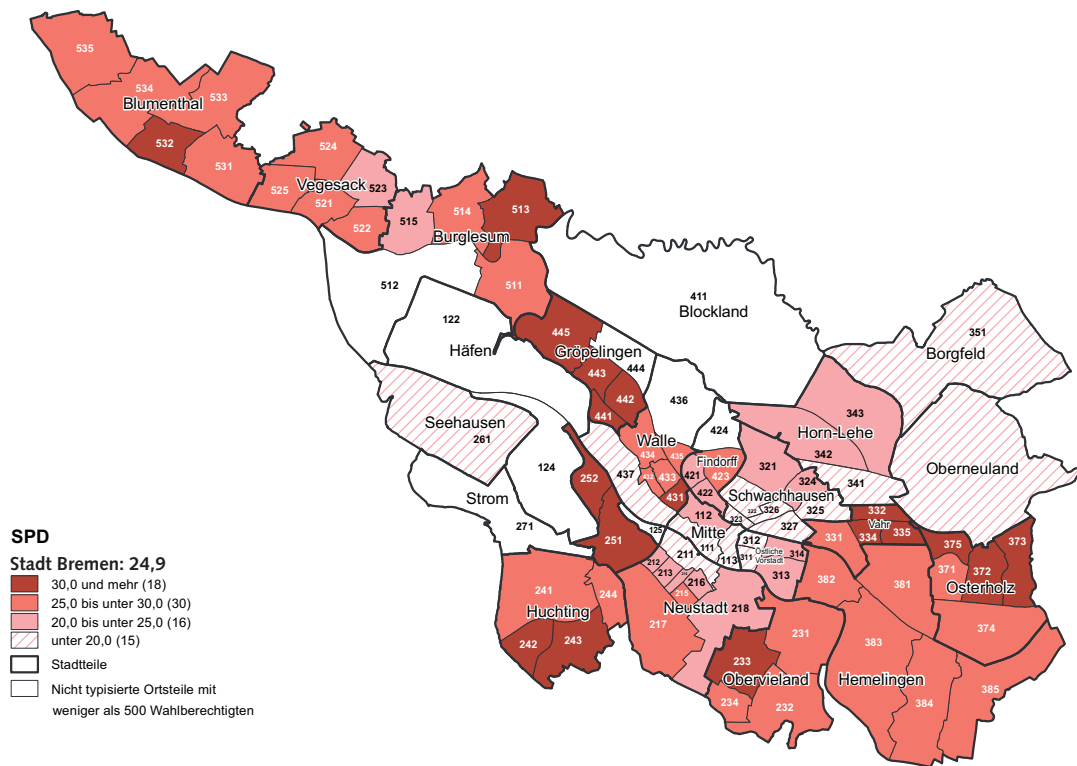 535
534
Blumenthal
533
532
531
524
Vegesack
523
525
521
522
515
514
513
Burglesum
511
512
122
Häfen
445
Gröpelingen
444
443
442
441
411
Blockland
351
Borgfeld
436
424
343
Horn-Lehe
342
341
Oberneuland
Seehausen
261
437
Walle
434
435
433
432
431
Findorff
423
421
422
321
324
Schwachhausen
322
326
325
323
327
124
252
Strom
271
251
125
112
Mitte
111
113
211
212
213
216
215
312
311
Östliche
Vorstadt
314
313
332
Vahr
331
334
335
375
373
371
372
Osterholz
374
382
381
241
244
Huchting
242
243
217
Neustadt
218
231
233
Obervieland
234
232
383
Hemelingen
384
385
SPD
Stadt Bremen: 24,9
30,0 und mehr (18)
25,0 bis unter 30,0 (30)
20,0 bis unter 25,0 (16)
unter 20,0 (15)
Stadtteile
Nicht typisierte Ortsteile mit
weniger als 500 Wahlberechtigten